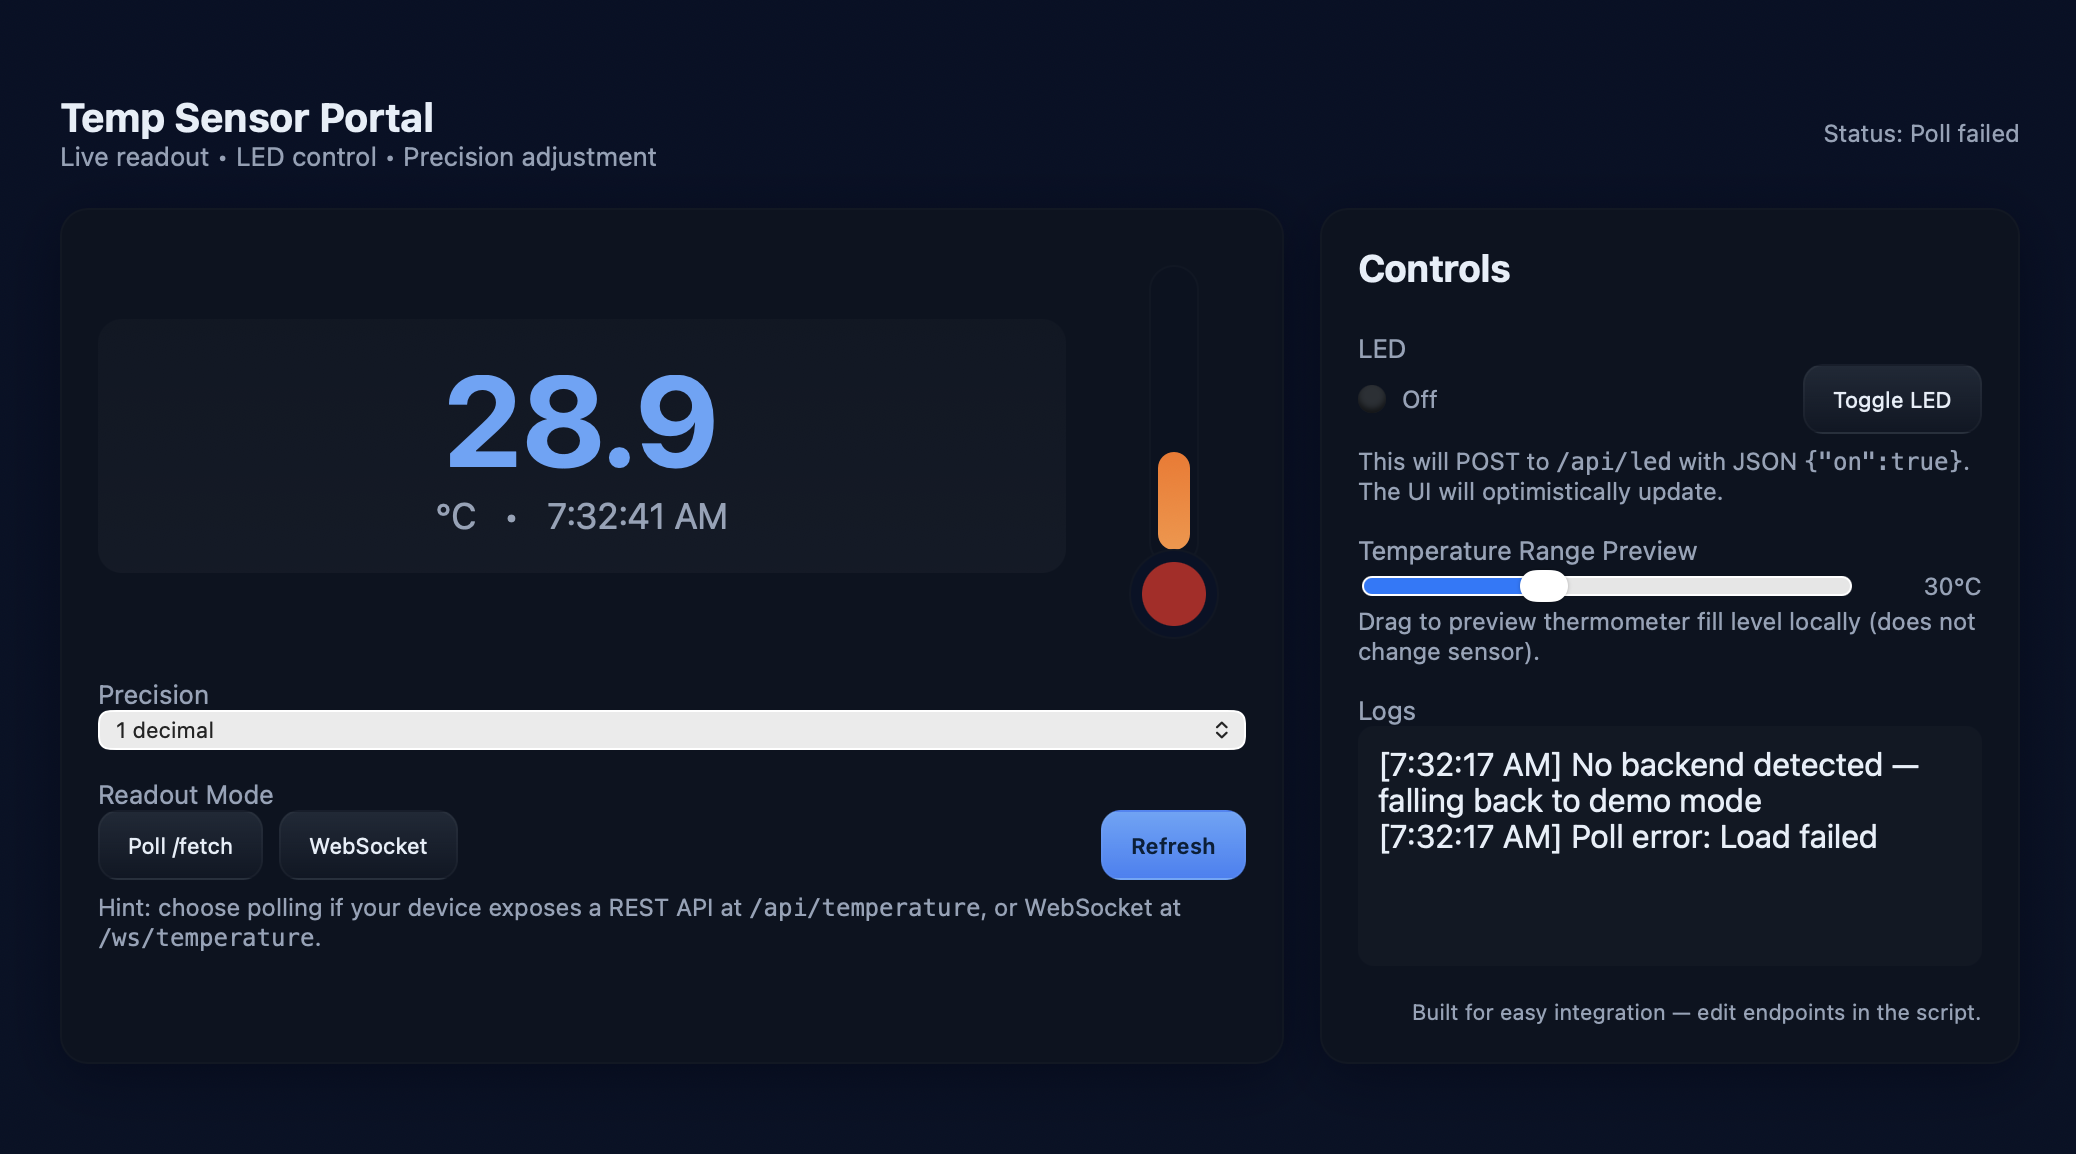 Temp Sensor Portal
Live readout • LED control • Precision adjustment
Status: Poll failed
28.9
°C • 7:32:41 AM
Precision
1 decimal
Readout Mode
Poll /fetch
WebSocket
Refresh
Hint: choose polling if your device exposes a REST API at /api/temperature, or WebSocket at
/ws/temperature.
Controls
LED
Off
Toggle LED
This will POST to /api/led with JSON {"on":true}.
The UI will optimistically update.
Temperature Range Preview
30°C
Drag to preview thermometer fill level locally (does not
change sensor).
Logs
[7:32:17 AM] No backend detected —
falling back to demo mode
[7:32:17 AM] Poll error: Load failed
Built for easy integration — edit endpoints in the script.